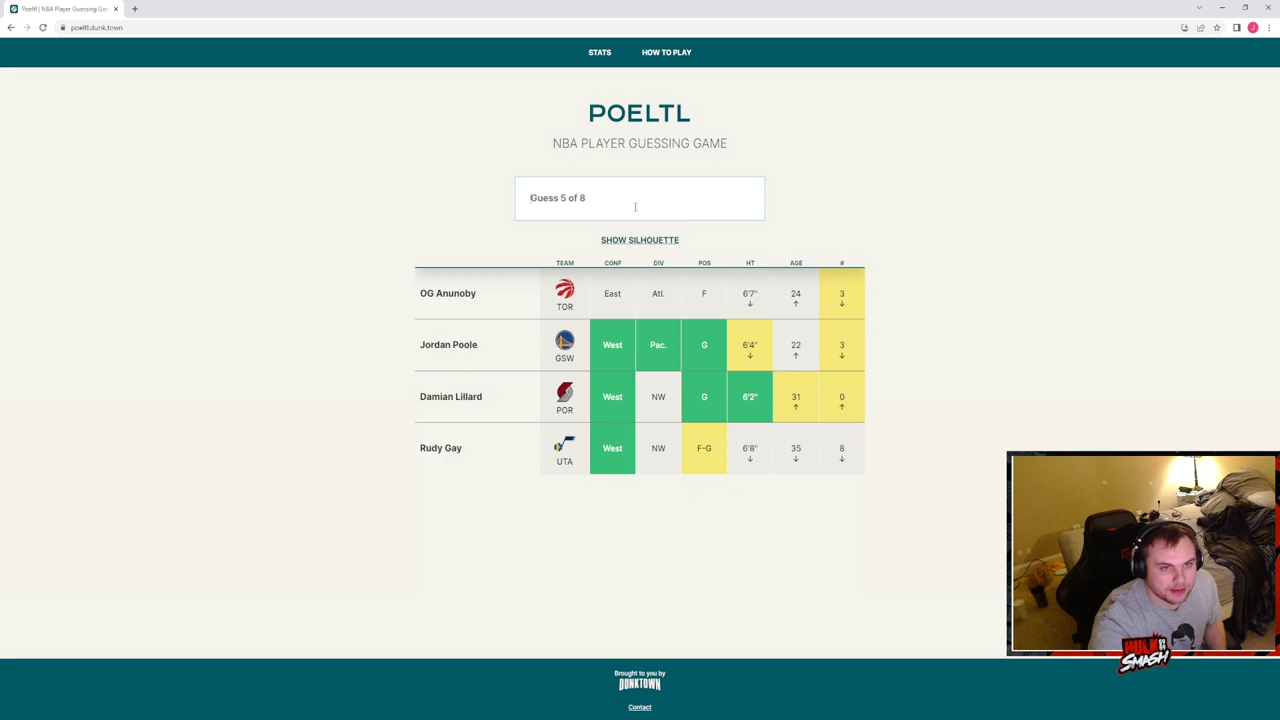 Poeltl | NBA Player Guessing Game
poeltl.dunk.town
STATS HOW TO PLAY
POELTL
NBA PLAYER GUESSING GAME
Guess 5 of 8
SHOW SILHOUETTE
TEAM CONF DIV POS HT AGE #
OG Anunoby TOR East Atl. F 6'7" ↓ 24 ↑ 3 ↓
Jordan Poole GSW West Pac. G 6'4" ↓ 22 ↑ 3 ↓
Damian Lillard POR West NW G 6'2" 31 ↑ 0 ↑
Rudy Gay UTA West NW F-G 6'8" ↓ 35 ↓ 8 ↓
HULK
SMASH
Brought to you by
DUNKTOWN
Contact